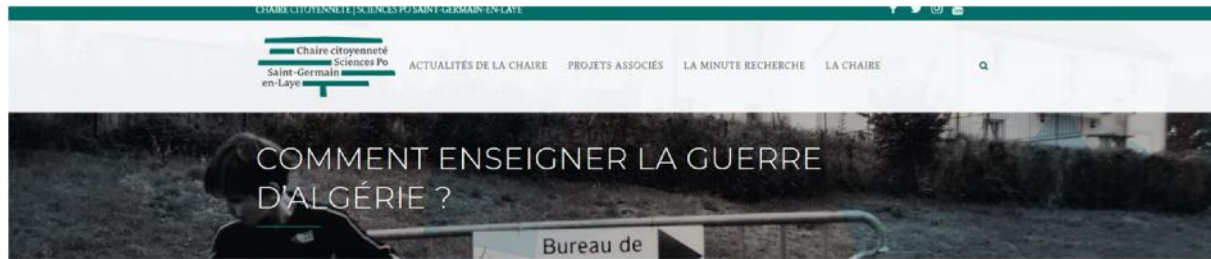 CHAIRE CITOYENNETÉ | SCIENCES PO SAINT-GERMAIN-EN-LAYE
Chaire citoyenneté
Sciences Po
Saint-Germain
en-Laye
ACTUALITÉS DE LA CHAIRE PROJETS ASSOCIÉS LA MINUTE RECHERCHE LA CHAIRE
COMMENT ENSEIGNER LA GUERRE
D'ALGÉRIE ?
Bureau de